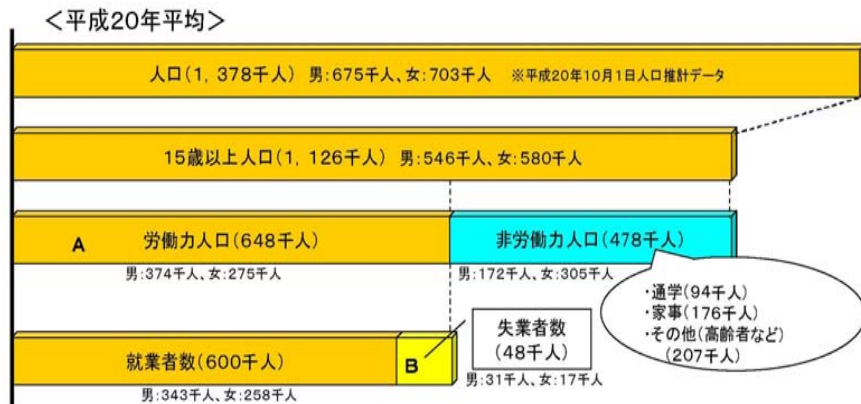 ＜平成20年平均＞
人口(1, 378千人) 男:675千人、女:703千人 ※平成20年10月1日人口推計データ
15歳以上人口(1, 126千人) 男:546千人、女:580千人
A 労働力人口(648千人) 非労働力人口(478千人)
男:374千人、女:275千人 男:172千人、女:305千人
・通学(94千人)
・家事(176千人)
・その他(高齢者など)
(207千人)
失業者数
(48千人)
就業者数(600千人) B
男:31千人、女:17千人
男:343千人、女:258千人